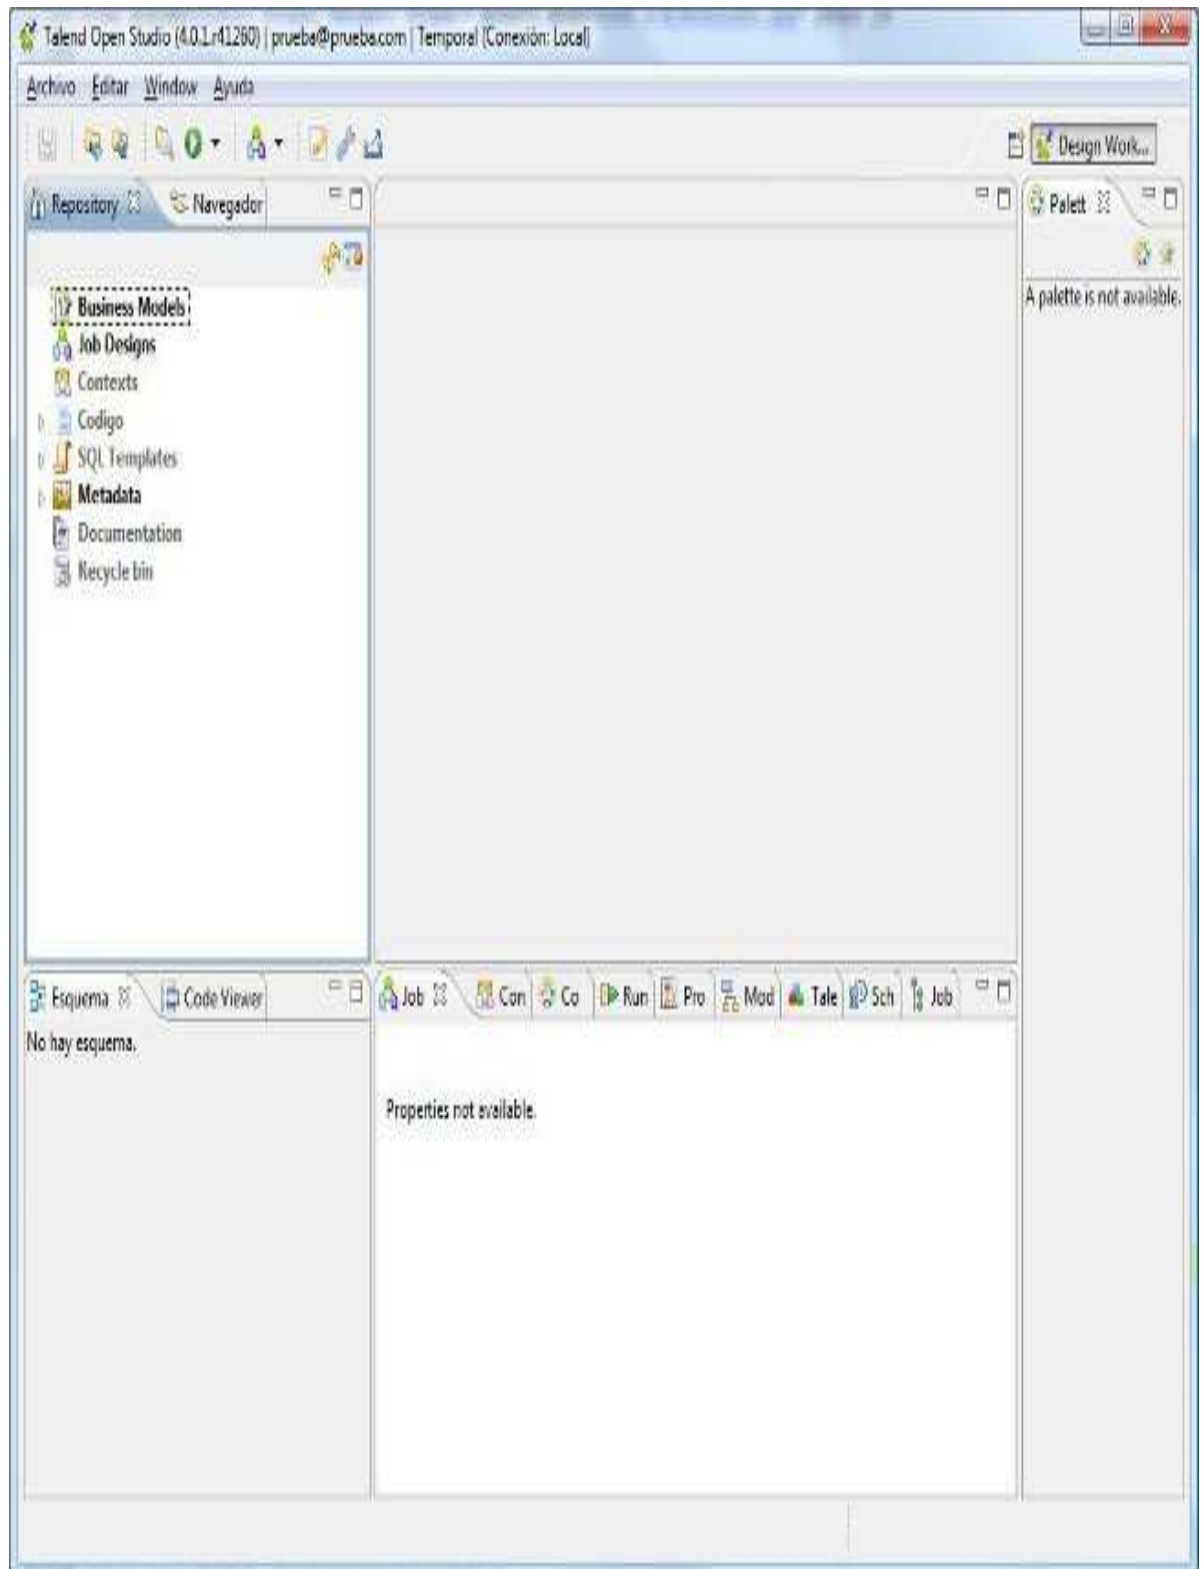 Talend Open Studio (4.0.1.r41260) | prueba@prueba.com | Temporal (Conexión: Local)
Archivo Editar Window Ayuda
Design Work...
Repository Navegador
Palett
A palette is not available.
Business Models
Job Designs
Contexts
Codigo
SQL Templates
Metadata
Documentation
Recycle bin
Esquema Code Viewer
Job Con Co Run Pro Mod Tale Sch Job
No hay esquema.
Properties not available.